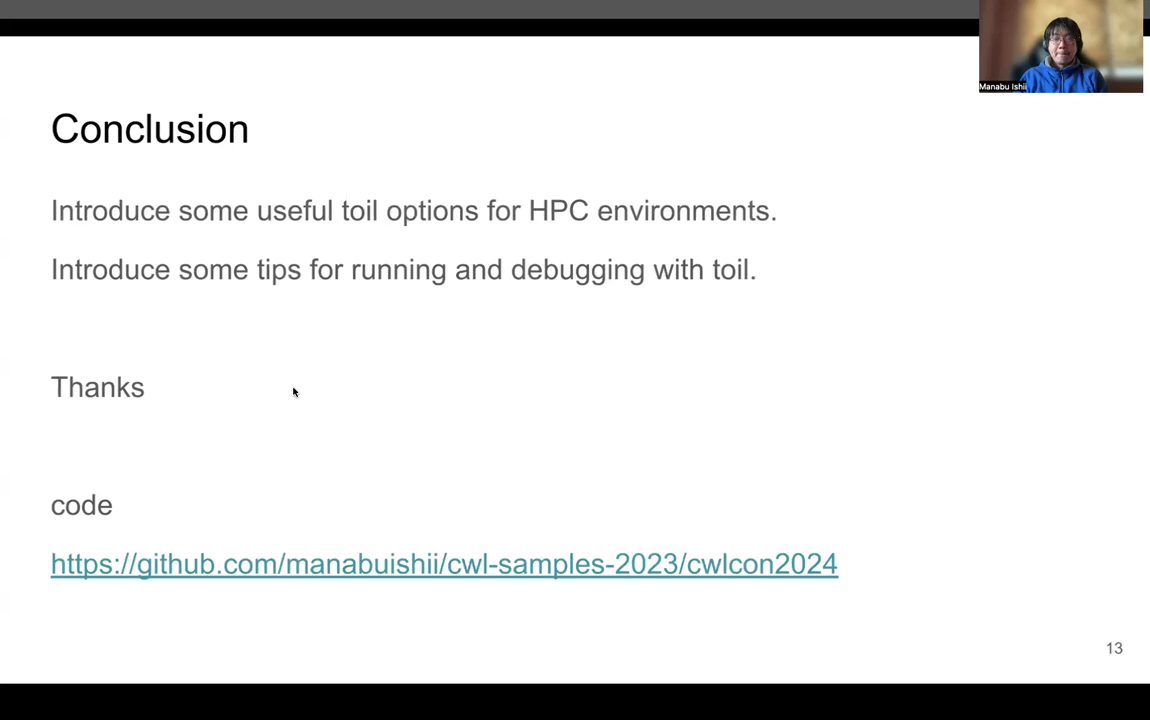 Manabu Ishii
Conclusion
Introduce some useful toil options for HPC environments.
Introduce some tips for running and debugging with toil.
Thanks
code
https://github.com/manabuishii/cwl-samples-2023/cwlcon2024
13